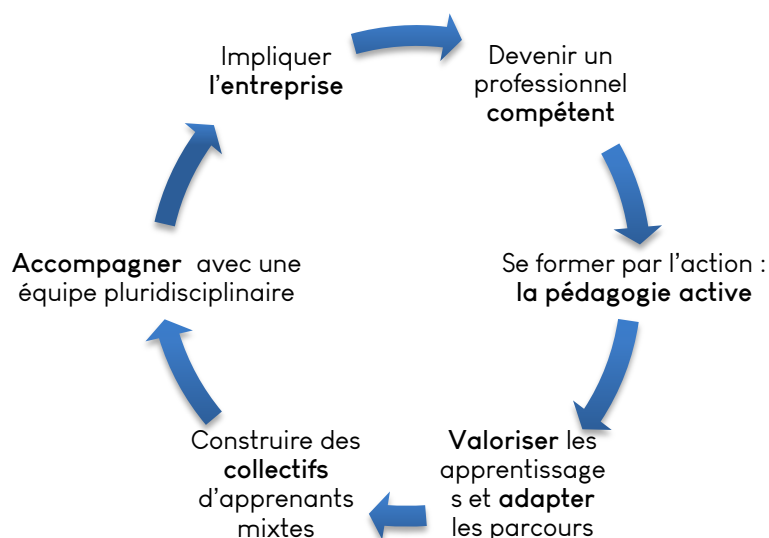 Impliquer
l'entreprise
Devenir un
professionnel
compétent
Se former par l'action :
la pédagogie active
Valoriser les
apprentissage
s et adapter
les parcours
Construire des
collectifs
d'apprenants
mixtes
Accompagner avec une
équipe pluridisciplinaire